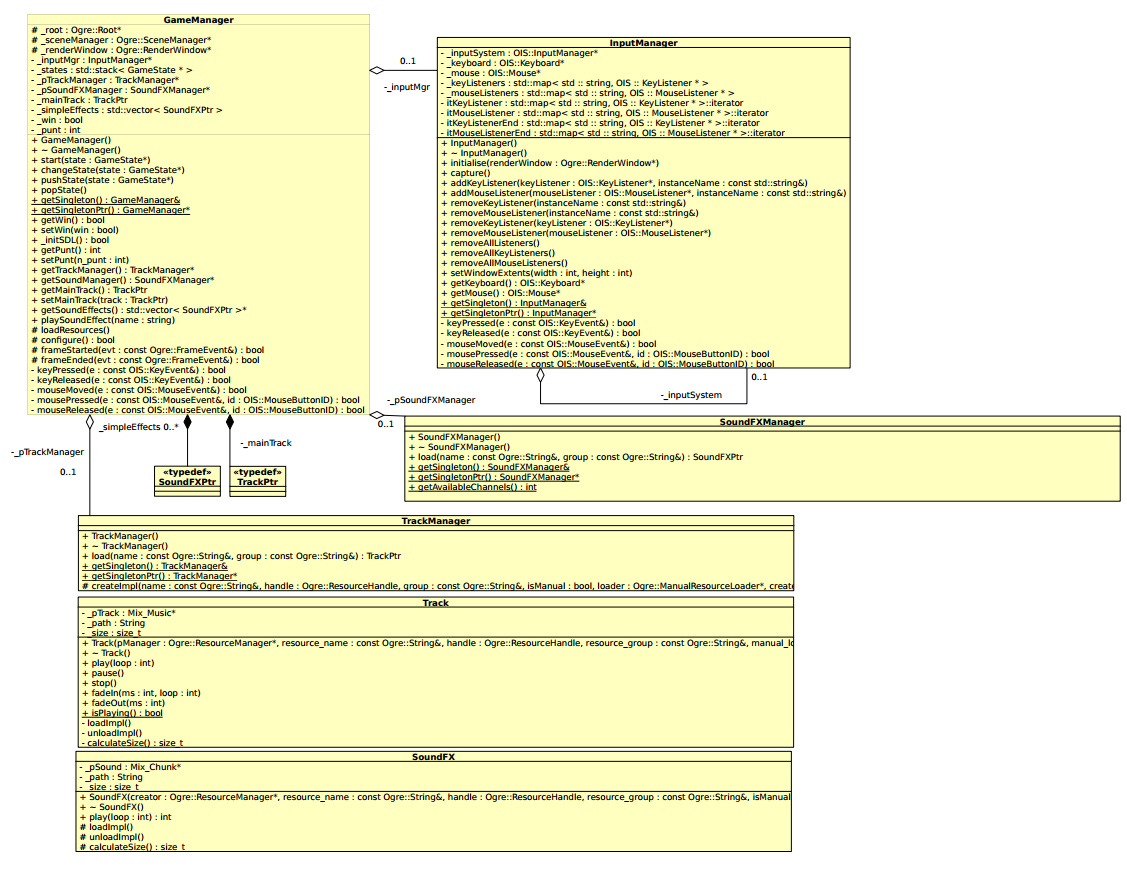 GameManager
# _root : Ogre::Root*
# _sceneManager : Ogre::SceneManager*
# _renderWindow : Ogre::RenderWindow*
- _inputMgr : InputManager*
- _states : std::stack< GameState * >
- _pTrackManager : TrackManager*
- _pSoundFXManager : SoundFXManager*
- _mainTrack : TrackPtr
- _simpleEffects : std::vector< SoundFXPtr >
- _win : bool
- _punt : int
+ GameManager()
+ ~ GameManager()
+ start(state : GameState*)
+ changeState(state : GameState*)
+ pushState(state : GameState*)
+ popState()
+ getSingleton() : GameManager&
+ getSingletonPtr() : GameManager*
+ getWin() : bool
+ setWin(win : bool)
+ _initSDL() : bool
+ getPunt() : int
+ setPunt(n_punt : int)
+ getTrackManager() : TrackManager*
+ getSoundManager() : SoundFXManager*
+ getMainTrack() : TrackPtr
+ setMainTrack(track : TrackPtr)
+ getSoundEffects() : std::vector< SoundFXPtr >*
+ playSoundEffect(name : string)
# loadResources()
# configure() : bool
# frameStarted(evt : const Ogre::FrameEvent&) : bool
# frameEnded(evt : const Ogre::FrameEvent&) : bool
- keyPressed(e : const OIS::KeyEvent&) : bool
- keyReleased(e : const OIS::KeyEvent&) : bool
- mouseMoved(e : const OIS::MouseEvent&) : bool
- mousePressed(e : const OIS::MouseEvent&, id : OIS::MouseButtonID) : bool
- mouseReleased(e : const OIS::MouseEvent&, id : OIS::MouseButtonID) : bool
0..1
-_inputMgr
InputManager
- _inputSystem : OIS::InputManager*
- _keyboard : OIS::Keyboard*
- _mouse : OIS::Mouse*
- _keyListeners : std::map< std :: string, OIS :: KeyListener * >
- _mouseListeners : std::map< std :: string, OIS :: MouseListener * >
- itKeyListener : std::map< std :: string, OIS :: KeyListener * >::iterator
- itMouseListener : std::map< std :: string, OIS :: MouseListener * >::iterator
- itKeyListenerEnd : std::map< std :: string, OIS :: KeyListener * >::iterator
- itMouseListenerEnd : std::map< std :: string, OIS :: MouseListener * >::iterator
+ InputManager()
+ ~ InputManager()
+ initialise(renderWindow : Ogre::RenderWindow*)
+ capture()
+ addKeyListener(keyListener : OIS::KeyListener*, instanceName : const std::string&)
+ addMouseListener(mouseListener : OIS::MouseListener*, instanceName : const std::string&)
+ removeKeyListener(instanceName : const std::string&)
+ removeMouseListener(instanceName : const std::string&)
+ removeKeyListener(keyListener : OIS::KeyListener*)
+ removeMouseListener(mouseListener : OIS::MouseListener*)
+ removeAllListeners()
+ removeAllKeyListeners()
+ removeAllMouseListeners()
+ setWindowExtents(width : int, height : int)
+ getKeyboard() : OIS::Keyboard*
+ getMouse() : OIS::Mouse*
+ getSingleton() : InputManager&
+ getSingletonPtr() : InputManager*
- keyPressed(e : const OIS::KeyEvent&) : bool
- keyReleased(e : const OIS::KeyEvent&) : bool
- mouseMoved(e : const OIS::MouseEvent&) : bool
- mousePressed(e : const OIS::MouseEvent&, id : OIS::MouseButtonID) : bool
- mouseReleased(e : const OIS::MouseEvent&, id : OIS::MouseButtonID) : bool
0..1
-_inputSystem
-_pSoundFXManager
0..1
SoundFXManager
+ SoundFXManager()
+ ~ SoundFXManager()
+ load(name : const Ogre::String&, group : const Ogre::String&) : SoundFXPtr
+ getSingleton() : SoundFXManager&
+ getSingletonPtr() : SoundFXManager*
+ getAvailableChannels() : int
_simpleEffects 0..*
-_mainTrack
-_pTrackManager
0..1
«typedef»
SoundFXPtr
«typedef»
TrackPtr
TrackManager
+ TrackManager()
+ ~ TrackManager()
+ load(name : const Ogre::String&, group : const Ogre::String&) : TrackPtr
+ getSingleton() : TrackManager&
+ getSingletonPtr() : TrackManager*
# createImpl(name : const Ogre::String&, handle : Ogre::ResourceHandle, group : const Ogre::String&, isManual : bool, loader : Ogre::ManualResourceLoader*, create
Track
- _pTrack : Mix_Music*
- _path : String
- _size : size_t
+ Track(pManager : Ogre::ResourceManager*, resource_name : const Ogre::String&, handle : Ogre::ResourceHandle, resource_group : const Ogre::String&, manual_lo
+ ~ Track()
+ play(loop : int)
+ pause()
+ stop()
+ fadeIn(ms : int, loop : int)
+ fadeOut(ms : int)
+ isPlaying() : bool
- loadImpl()
- unloadImpl()
- calculateSize() : size_t
SoundFX
- _pSound : Mix_Chunk*
- _path : String
- _size : size_t
+ SoundFX(creator : Ogre::ResourceManager*, resource_name : const Ogre::String&, handle : Ogre::ResourceHandle, resource_group : const Ogre::String&, isManual
+ ~ SoundFX()
+ play(loop : int) : int
# loadImpl()
# unloadImpl()
# calculateSize() : size_t